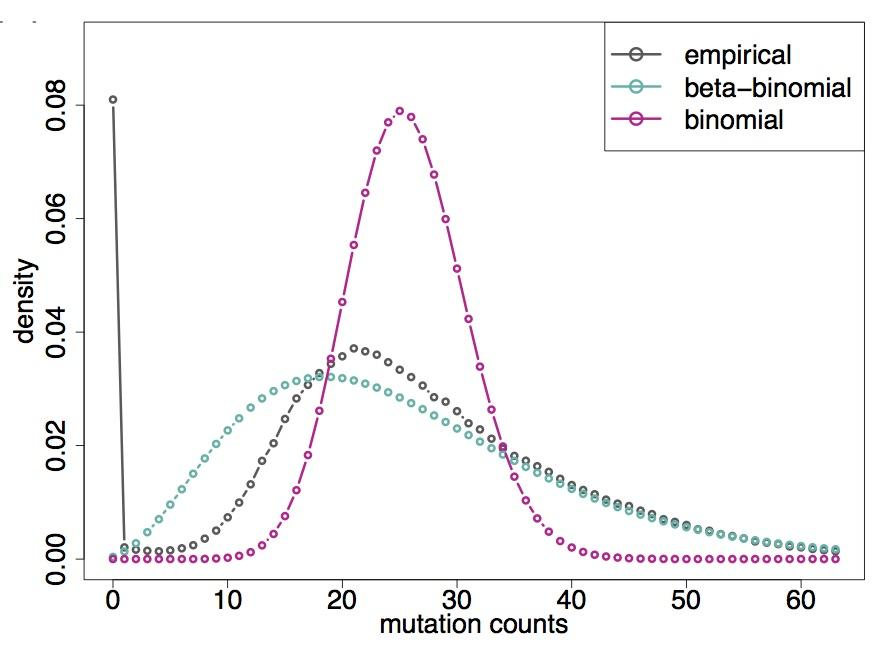 empirical
beta−binomial
binomial
density
0.08
0.06
0.04
0.02
0.00
0 10 20 30 40 50 60
mutation counts